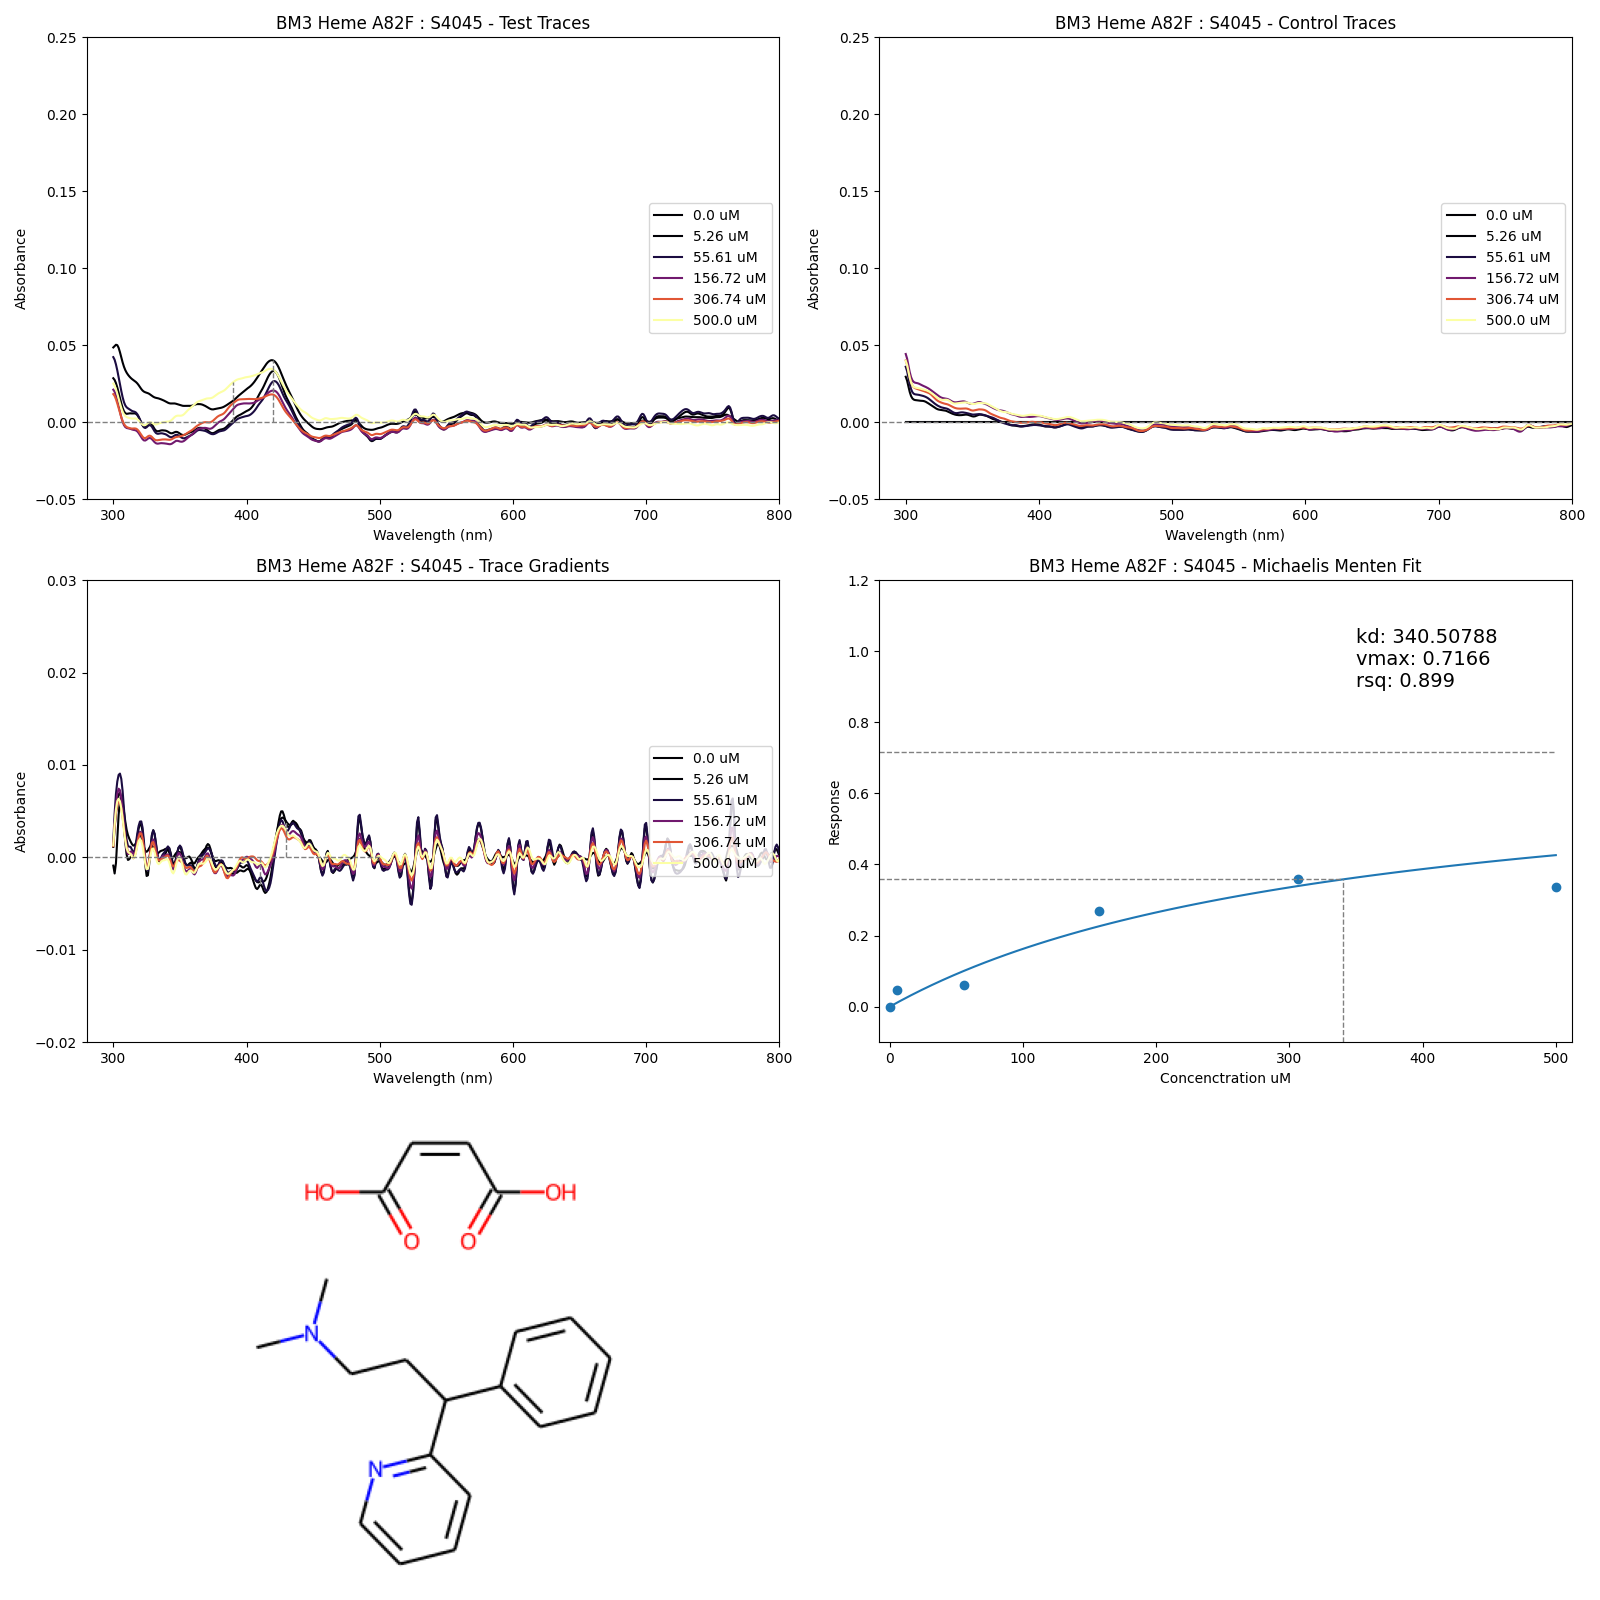 BM3 Heme A82F : S4045 - Test Traces
Absorbance
0.25
0.20
0.15
0.10
0.05
0.00
−0.05
300 400 500 600 700 800
Wavelength (nm)
0.0 uM
5.26 uM
55.61 uM
156.72 uM
306.74 uM
500.0 uM
BM3 Heme A82F : S4045 - Control Traces
Absorbance
0.25
0.20
0.15
0.10
0.05
0.00
−0.05
300 400 500 600 700 800
Wavelength (nm)
0.0 uM
5.26 uM
55.61 uM
156.72 uM
306.74 uM
500.0 uM
BM3 Heme A82F : S4045 - Trace Gradients
Absorbance
0.03
0.02
0.01
0.00
−0.01
−0.02
300 400 500 600 700 800
Wavelength (nm)
0.0 uM
5.26 uM
55.61 uM
156.72 uM
306.74 uM
500.0 uM
BM3 Heme A82F : S4045 - Michaelis Menten Fit
Response
1.2
1.0
0.8
0.6
0.4
0.2
0.0
0 100 200 300 400 500
Concenctration uM
kd: 340.50788
vmax: 0.7166
rsq: 0.899
HO OH
O O
N
N